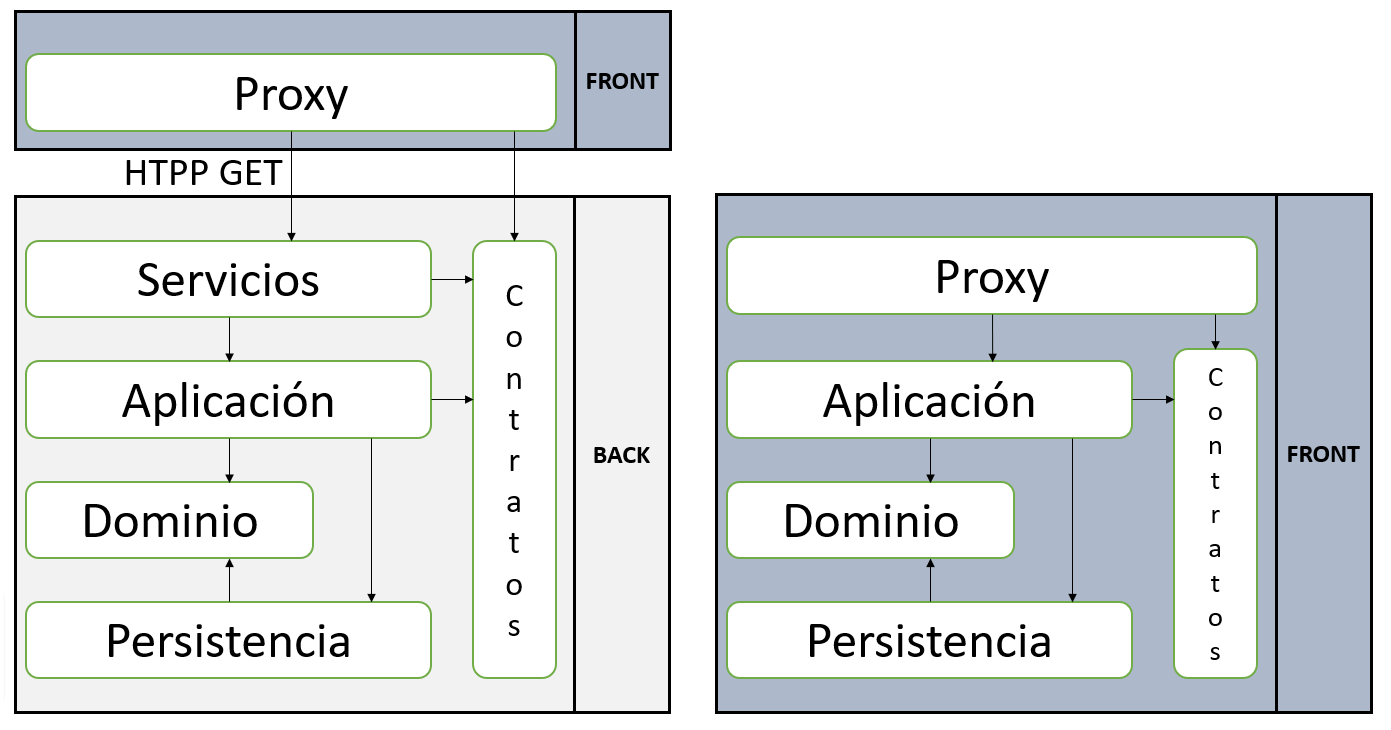 Proxy
FRONT
HTPP GET
Servicios
Contratos
Aplicación
BACK
Dominio
Persistencia
Proxy
Aplicación
Contratos
FRONT
Dominio
Persistencia